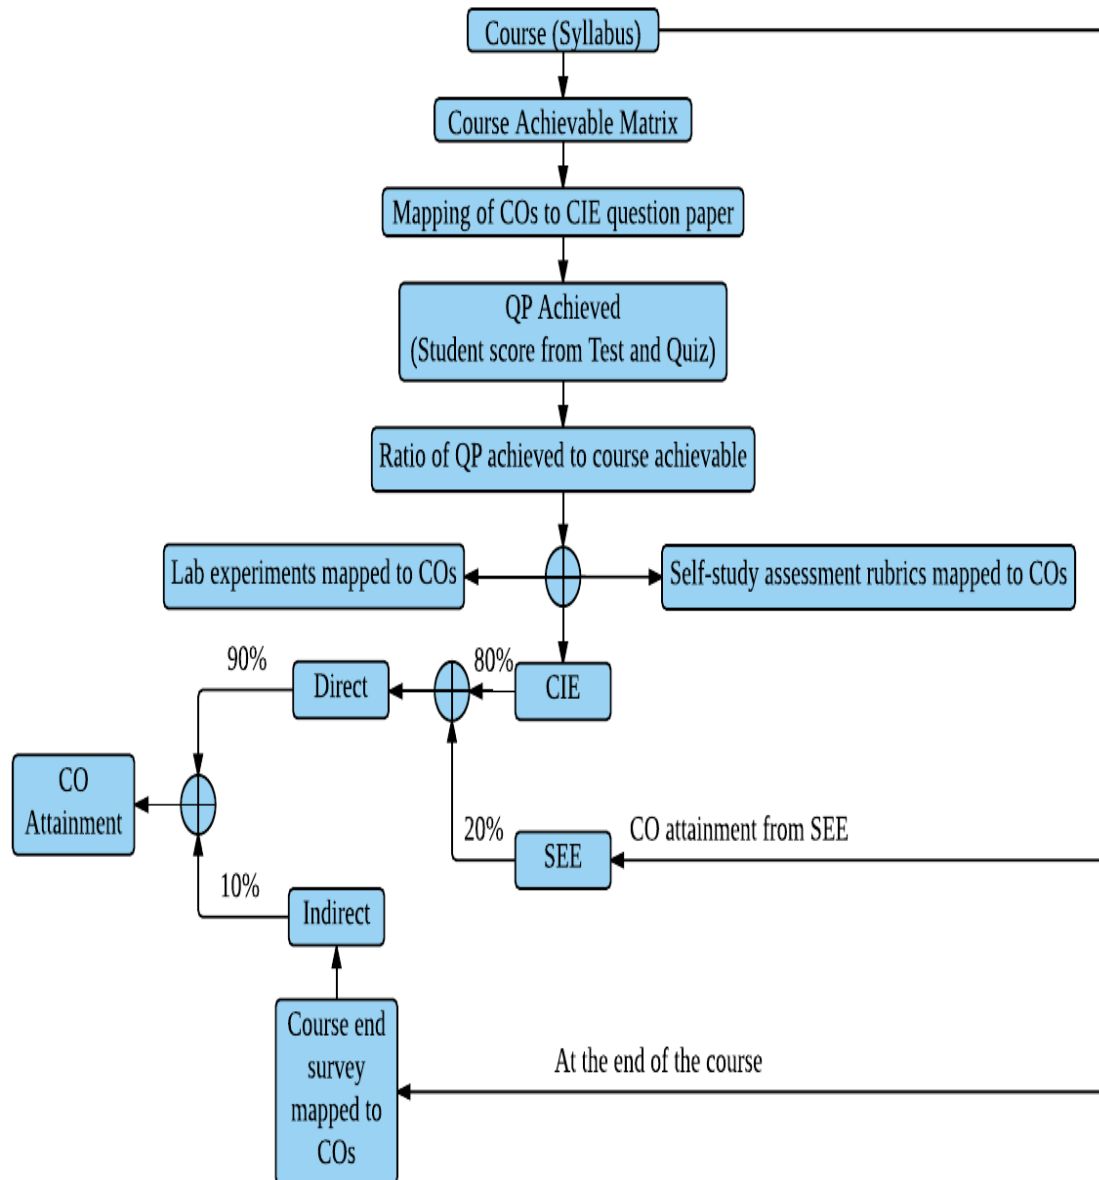 Course (Syllabus)
Course Achievable Matrix
Mapping of COs to CIE question paper
QP Achieved
(Student score from Test and Quiz)
Ratio of QP achieved to course achievable
Lab experiments mapped to COs
Self-study assessment rubrics mapped to COs
90%
Direct
80%
CIE
CO
Attainment
20%
SEE
CO attainment from SEE
10%
Indirect
Course end
survey
mapped to
COs
At the end of the course